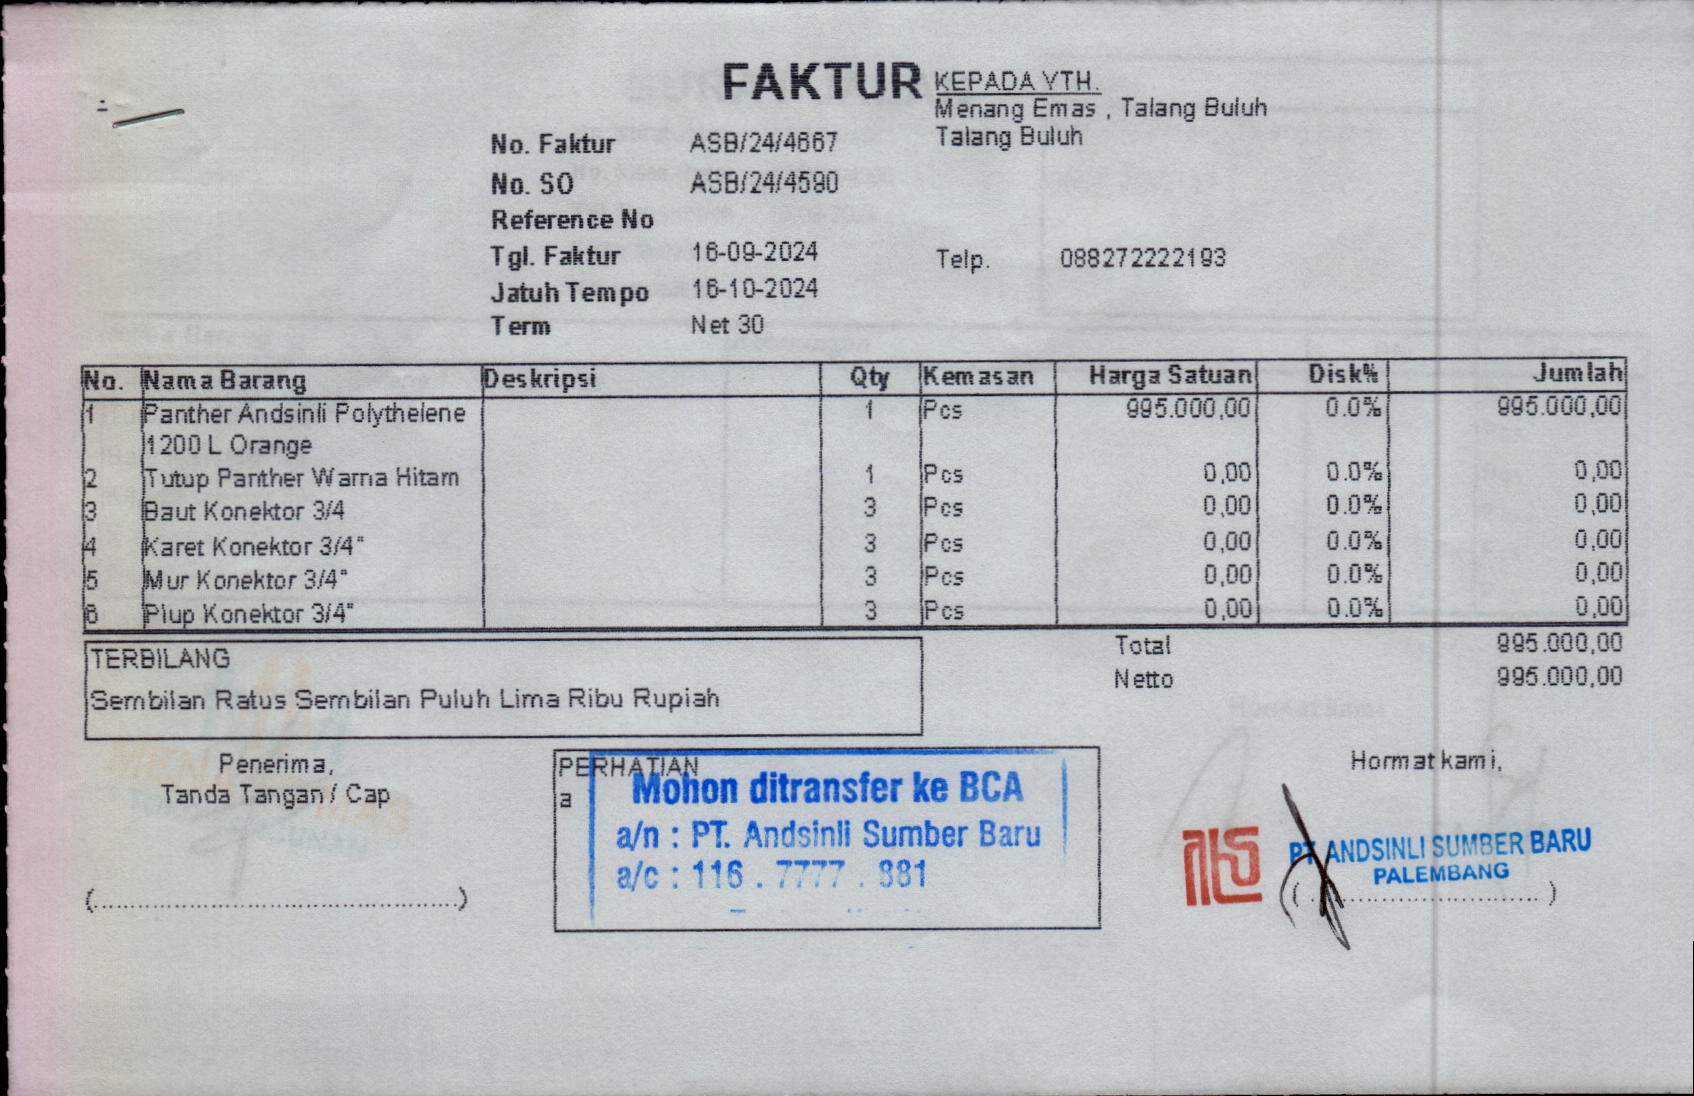 FAKTUR
KEPADA YTH.
Menang Emas , Talang Buluh
Talang Buluh
No. Faktur ASB/24/4667
No. SO ASB/24/4590
Reference No
Tgl. Faktur 16-09-2024
Telp. 088272222193
Jatuh Tempo 16-10-2024
Term Net 30
No. Nama Barang Deskripsi Qty Kemasan Harga Satuan Disk% Jumlah
1 Panther Andsinli Polythelene 1 Pcs 995.000,00 0.0% 995.000,00
1200 L Orange
2 Tutup Panther Warna Hitam 1 Pcs 0,00 0.0% 0,00
3 Baut Konektor 3/4 3 Pcs 0,00 0.0% 0,00
4 Karet Konektor 3/4" 3 Pcs 0,00 0.0% 0,00
5 Mur Konektor 3/4" 3 Pcs 0,00 0.0% 0,00
6 Plup Konektor 3/4" 3 Pcs 0,00 0.0% 0,00
Total 995.000,00
Netto 995.000,00
TERBILANG
Sembilan Ratus Sembilan Puluh Lima Ribu Rupiah
Penerima,
Tanda Tangan / Cap
(............................................)
PERHATIAN
a
Mohon ditransfer ke BCA
a/n : PT. Andsinli Sumber Baru
a/c : 116 . 7777 . 881
Hormat kami,
PT ANDSINLI SUMBER BARU
PALEMBANG
(............................)